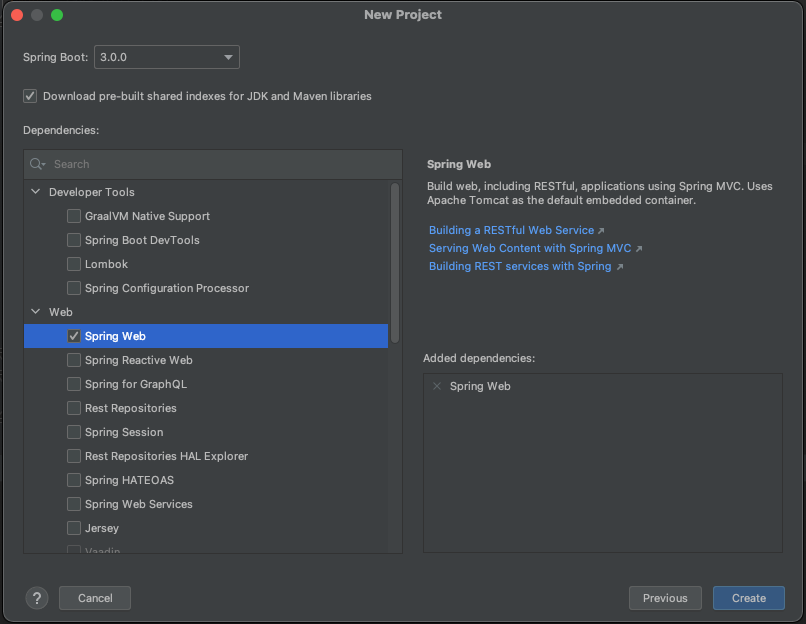 New Project
Spring Boot: 3.0.0
Download pre-built shared indexes for JDK and Maven libraries
Dependencies:
Search
Developer Tools
GraalVM Native Support
Spring Boot DevTools
Lombok
Spring Configuration Processor
Web
Spring Web
Spring Reactive Web
Spring for GraphQL
Rest Repositories
Spring Session
Rest Repositories HAL Explorer
Spring HATEOAS
Spring Web Services
Jersey
Vaadin
Spring Web
Build web, including RESTful, applications using Spring MVC. Uses
Apache Tomcat as the default embedded container.
Building a RESTful Web Service ↗
Serving Web Content with Spring MVC ↗
Building REST services with Spring ↗
Added dependencies:
Spring Web
?
Cancel
Previous
Create